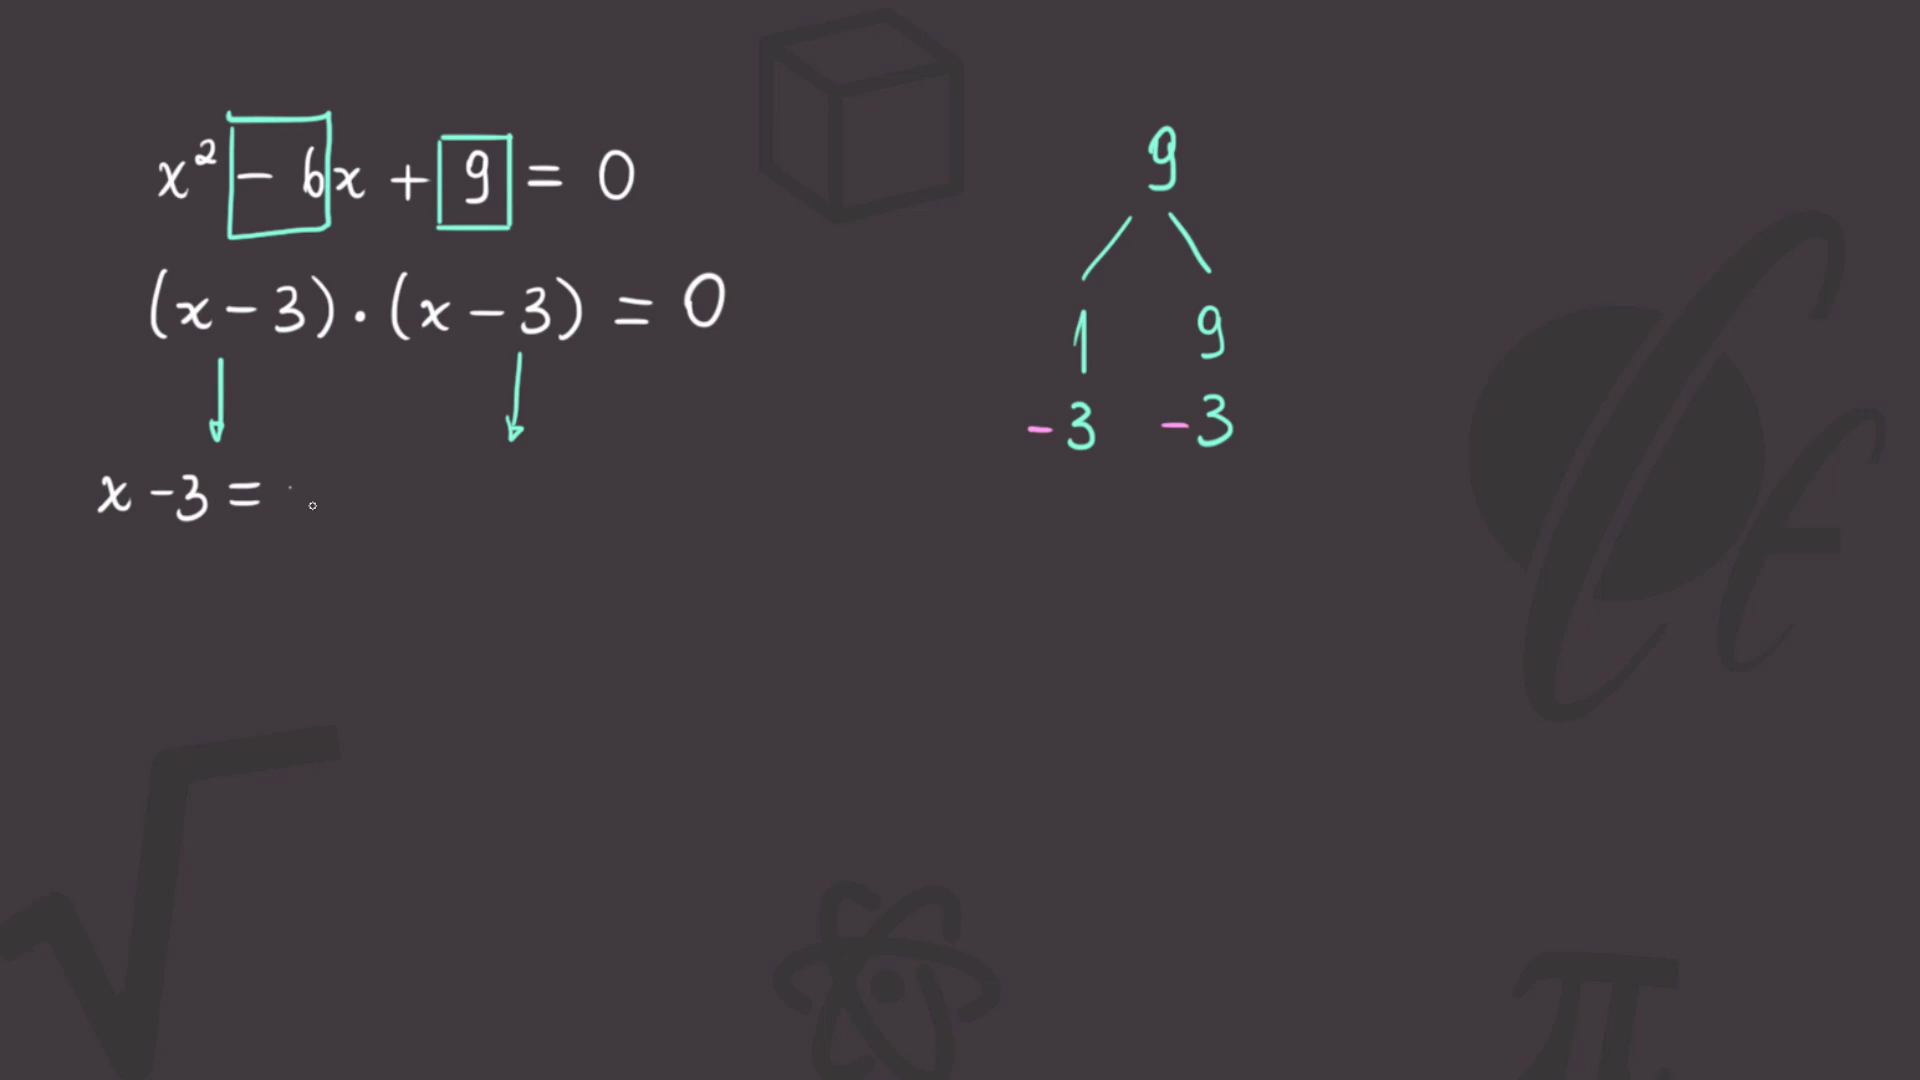 x² - 6x + 9 = 0
(x - 3) · (x - 3) = 0
x - 3 =
9
1 9
-3 -3